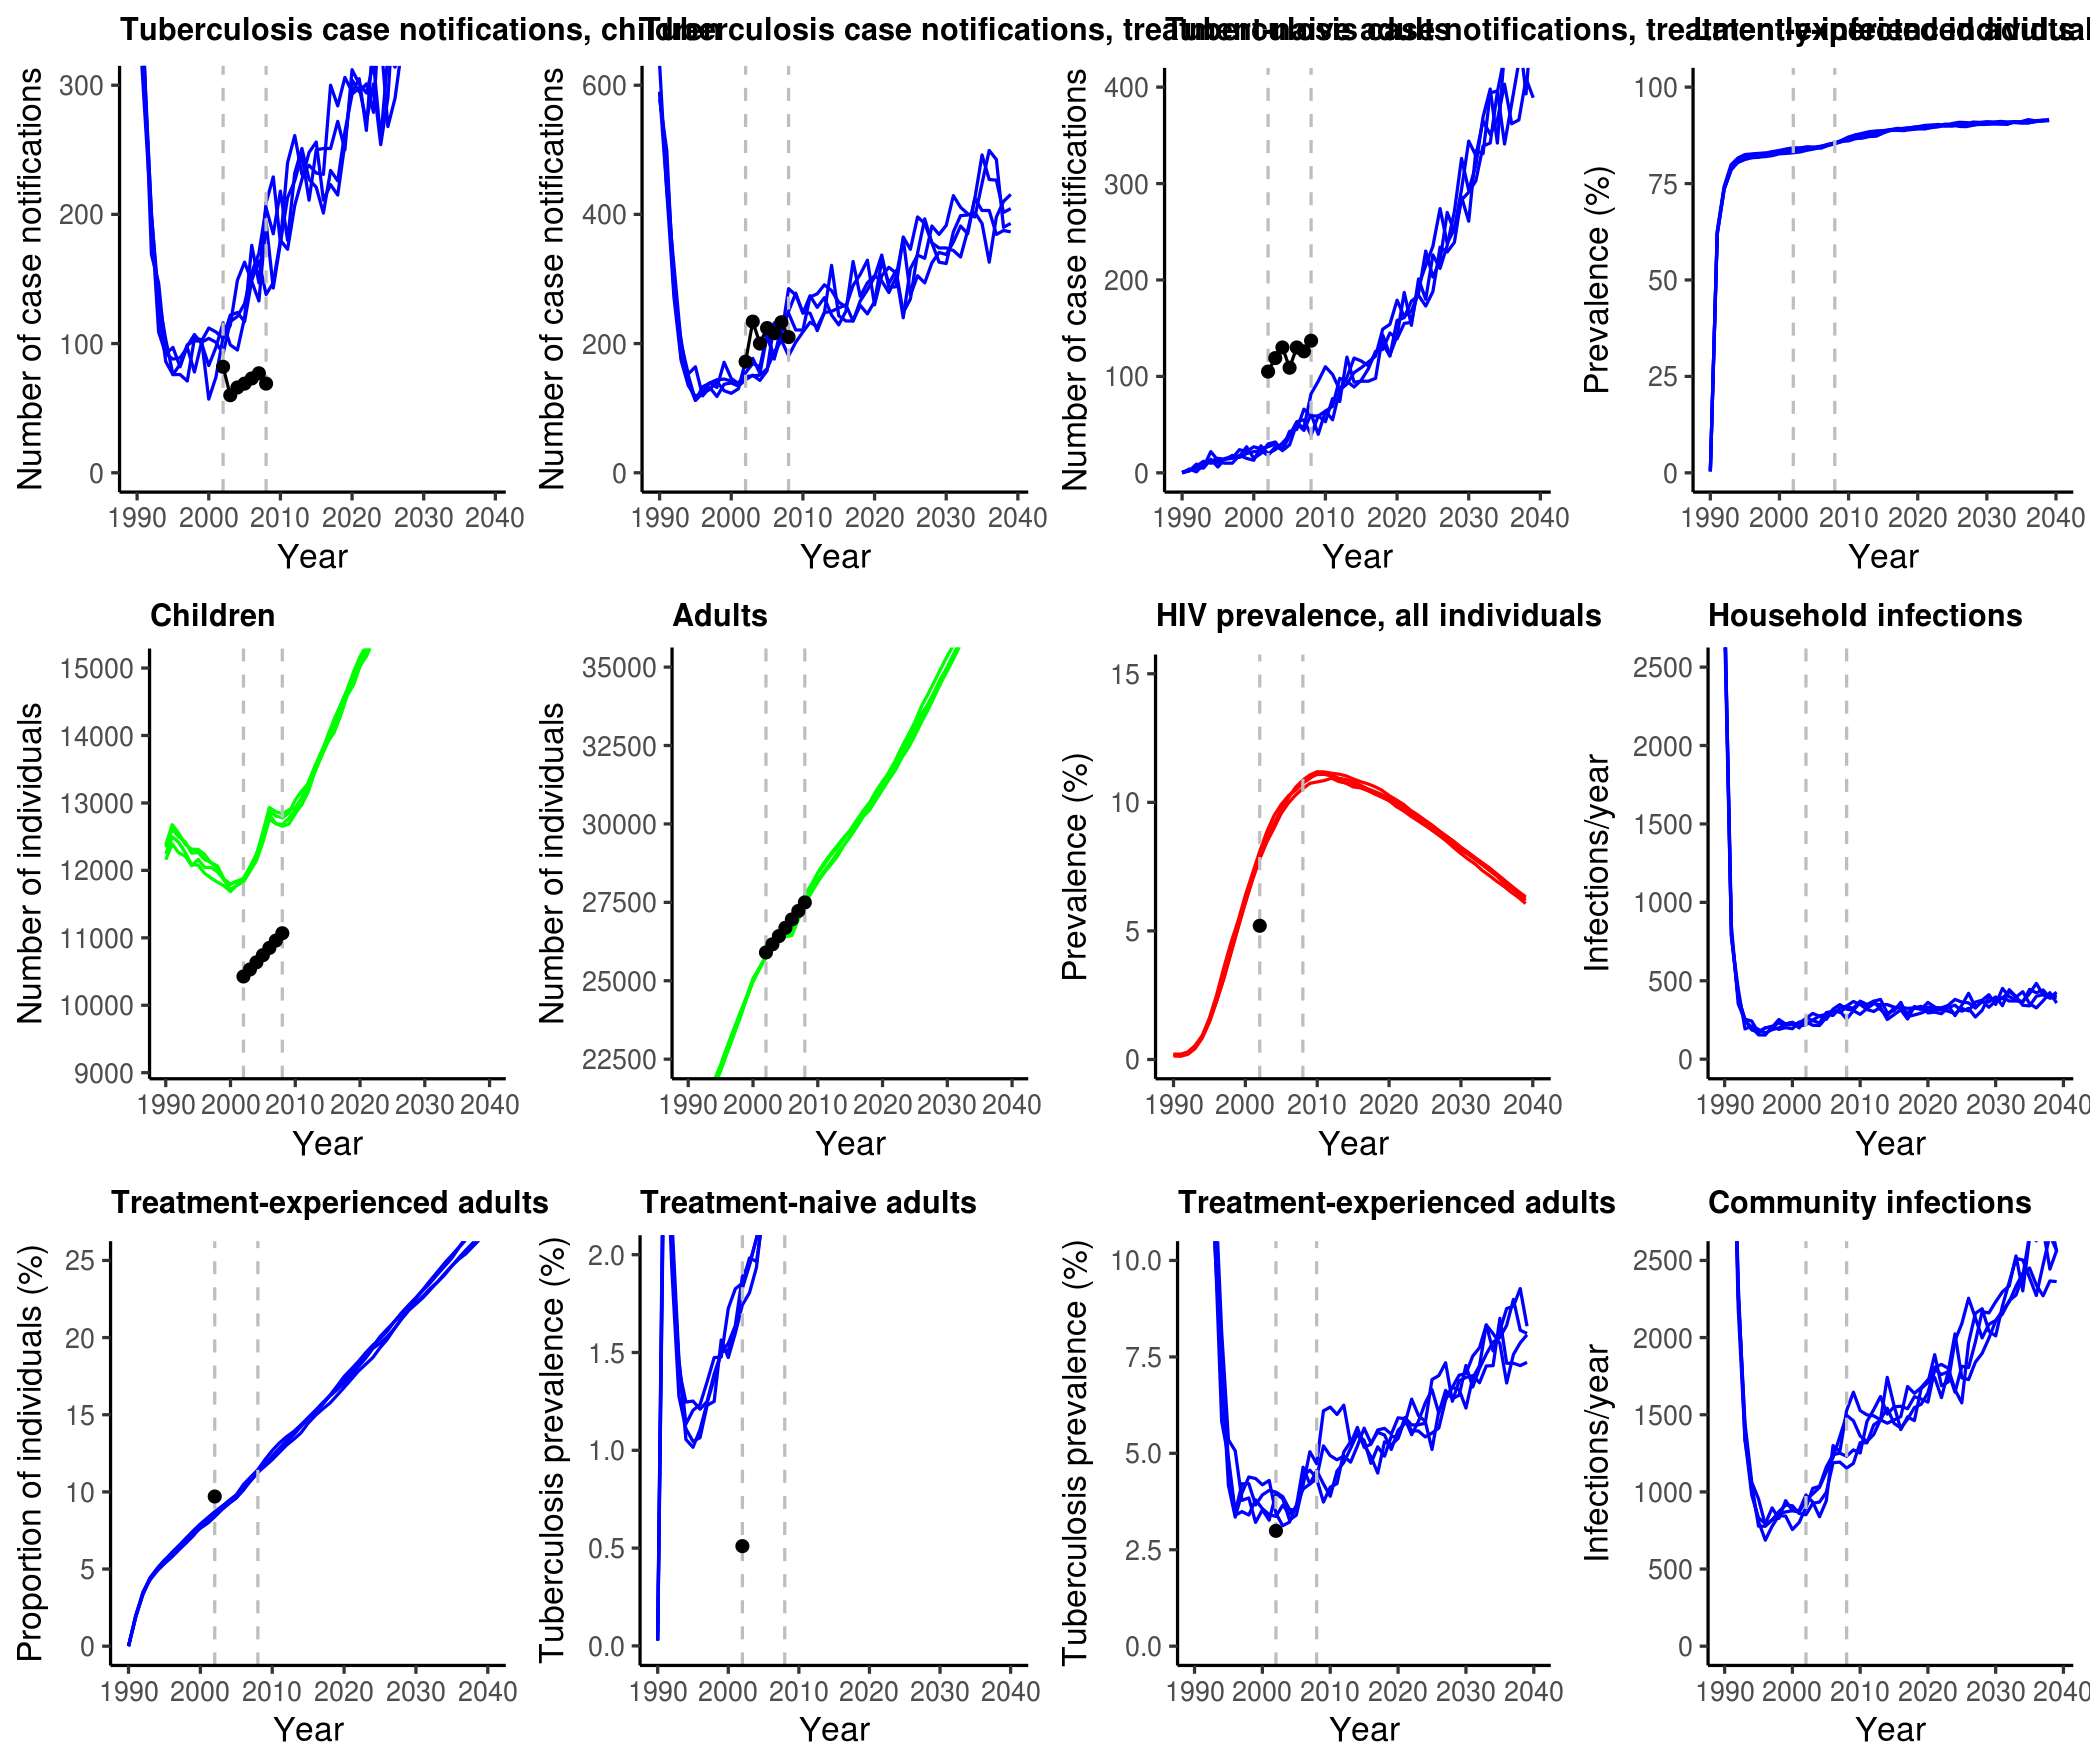 Tuberculosis case notifications, children
Tuberculosis case notifications, treatment-naive adults
Tuberculosis case notifications, treatment-experienced adults
Latently infected individual
Number of case notifications
300
200
100
0
1990 2000 2010 2020 2030 2040
Year
Number of case notifications
600
400
200
0
1990 2000 2010 2020 2030 2040
Year
Number of case notifications
400
300
200
100
0
1990 2000 2010 2020 2030 2040
Year
Prevalence (%)
100
75
50
25
0
1990 2000 2010 2020 2030 2040
Year
Children
Number of individuals
15000
14000
13000
12000
11000
10000
9000
1990 2000 2010 2020 2030 2040
Year
Adults
Number of individuals
35000
32500
30000
27500
25000
22500
1990 2000 2010 2020 2030 2040
Year
HIV prevalence, all individuals
Prevalence (%)
15
10
5
0
1990 2000 2010 2020 2030 2040
Year
Household infections
Infections/year
2500
2000
1500
1000
500
0
1990 2000 2010 2020 2030 2040
Year
Treatment-experienced adults
Proportion of individuals (%)
25
20
15
10
5
0
1990 2000 2010 2020 2030 2040
Year
Treatment-naive adults
Tuberculosis prevalence (%)
2.0
1.5
1.0
0.5
0.0
1990 2000 2010 2020 2030 2040
Year
Treatment-experienced adults
Tuberculosis prevalence (%)
10.0
7.5
5.0
2.5
0.0
1990 2000 2010 2020 2030 2040
Year
Community infections
Infections/year
2500
2000
1500
1000
500
0
1990 2000 2010 2020 2030 2040
Year